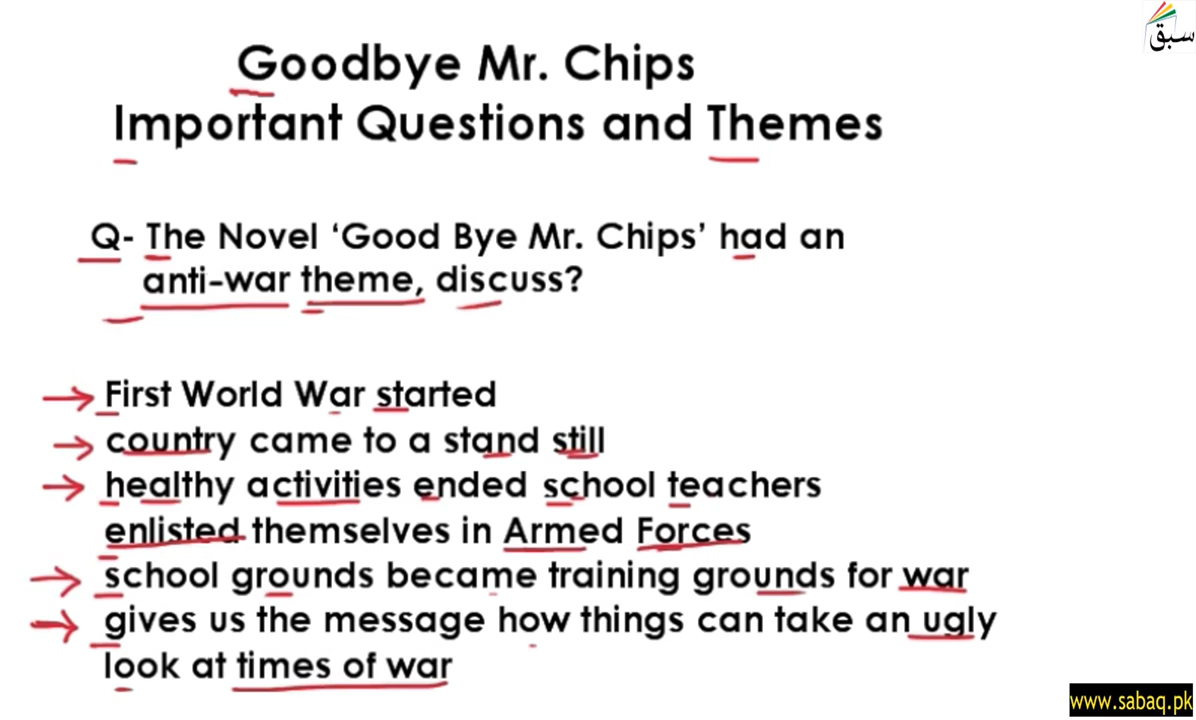 سبق
Goodbye Mr. Chips
Important Questions and Themes
Q- The Novel ‘Good Bye Mr. Chips’ had an
anti-war theme, discuss?
First World War started
country came to a stand still
healthy activities ended school teachers
enlisted themselves in Armed Forces
school grounds became training grounds for war
gives us the message how things can take an ugly
look at times of war
www.sabaq.pk